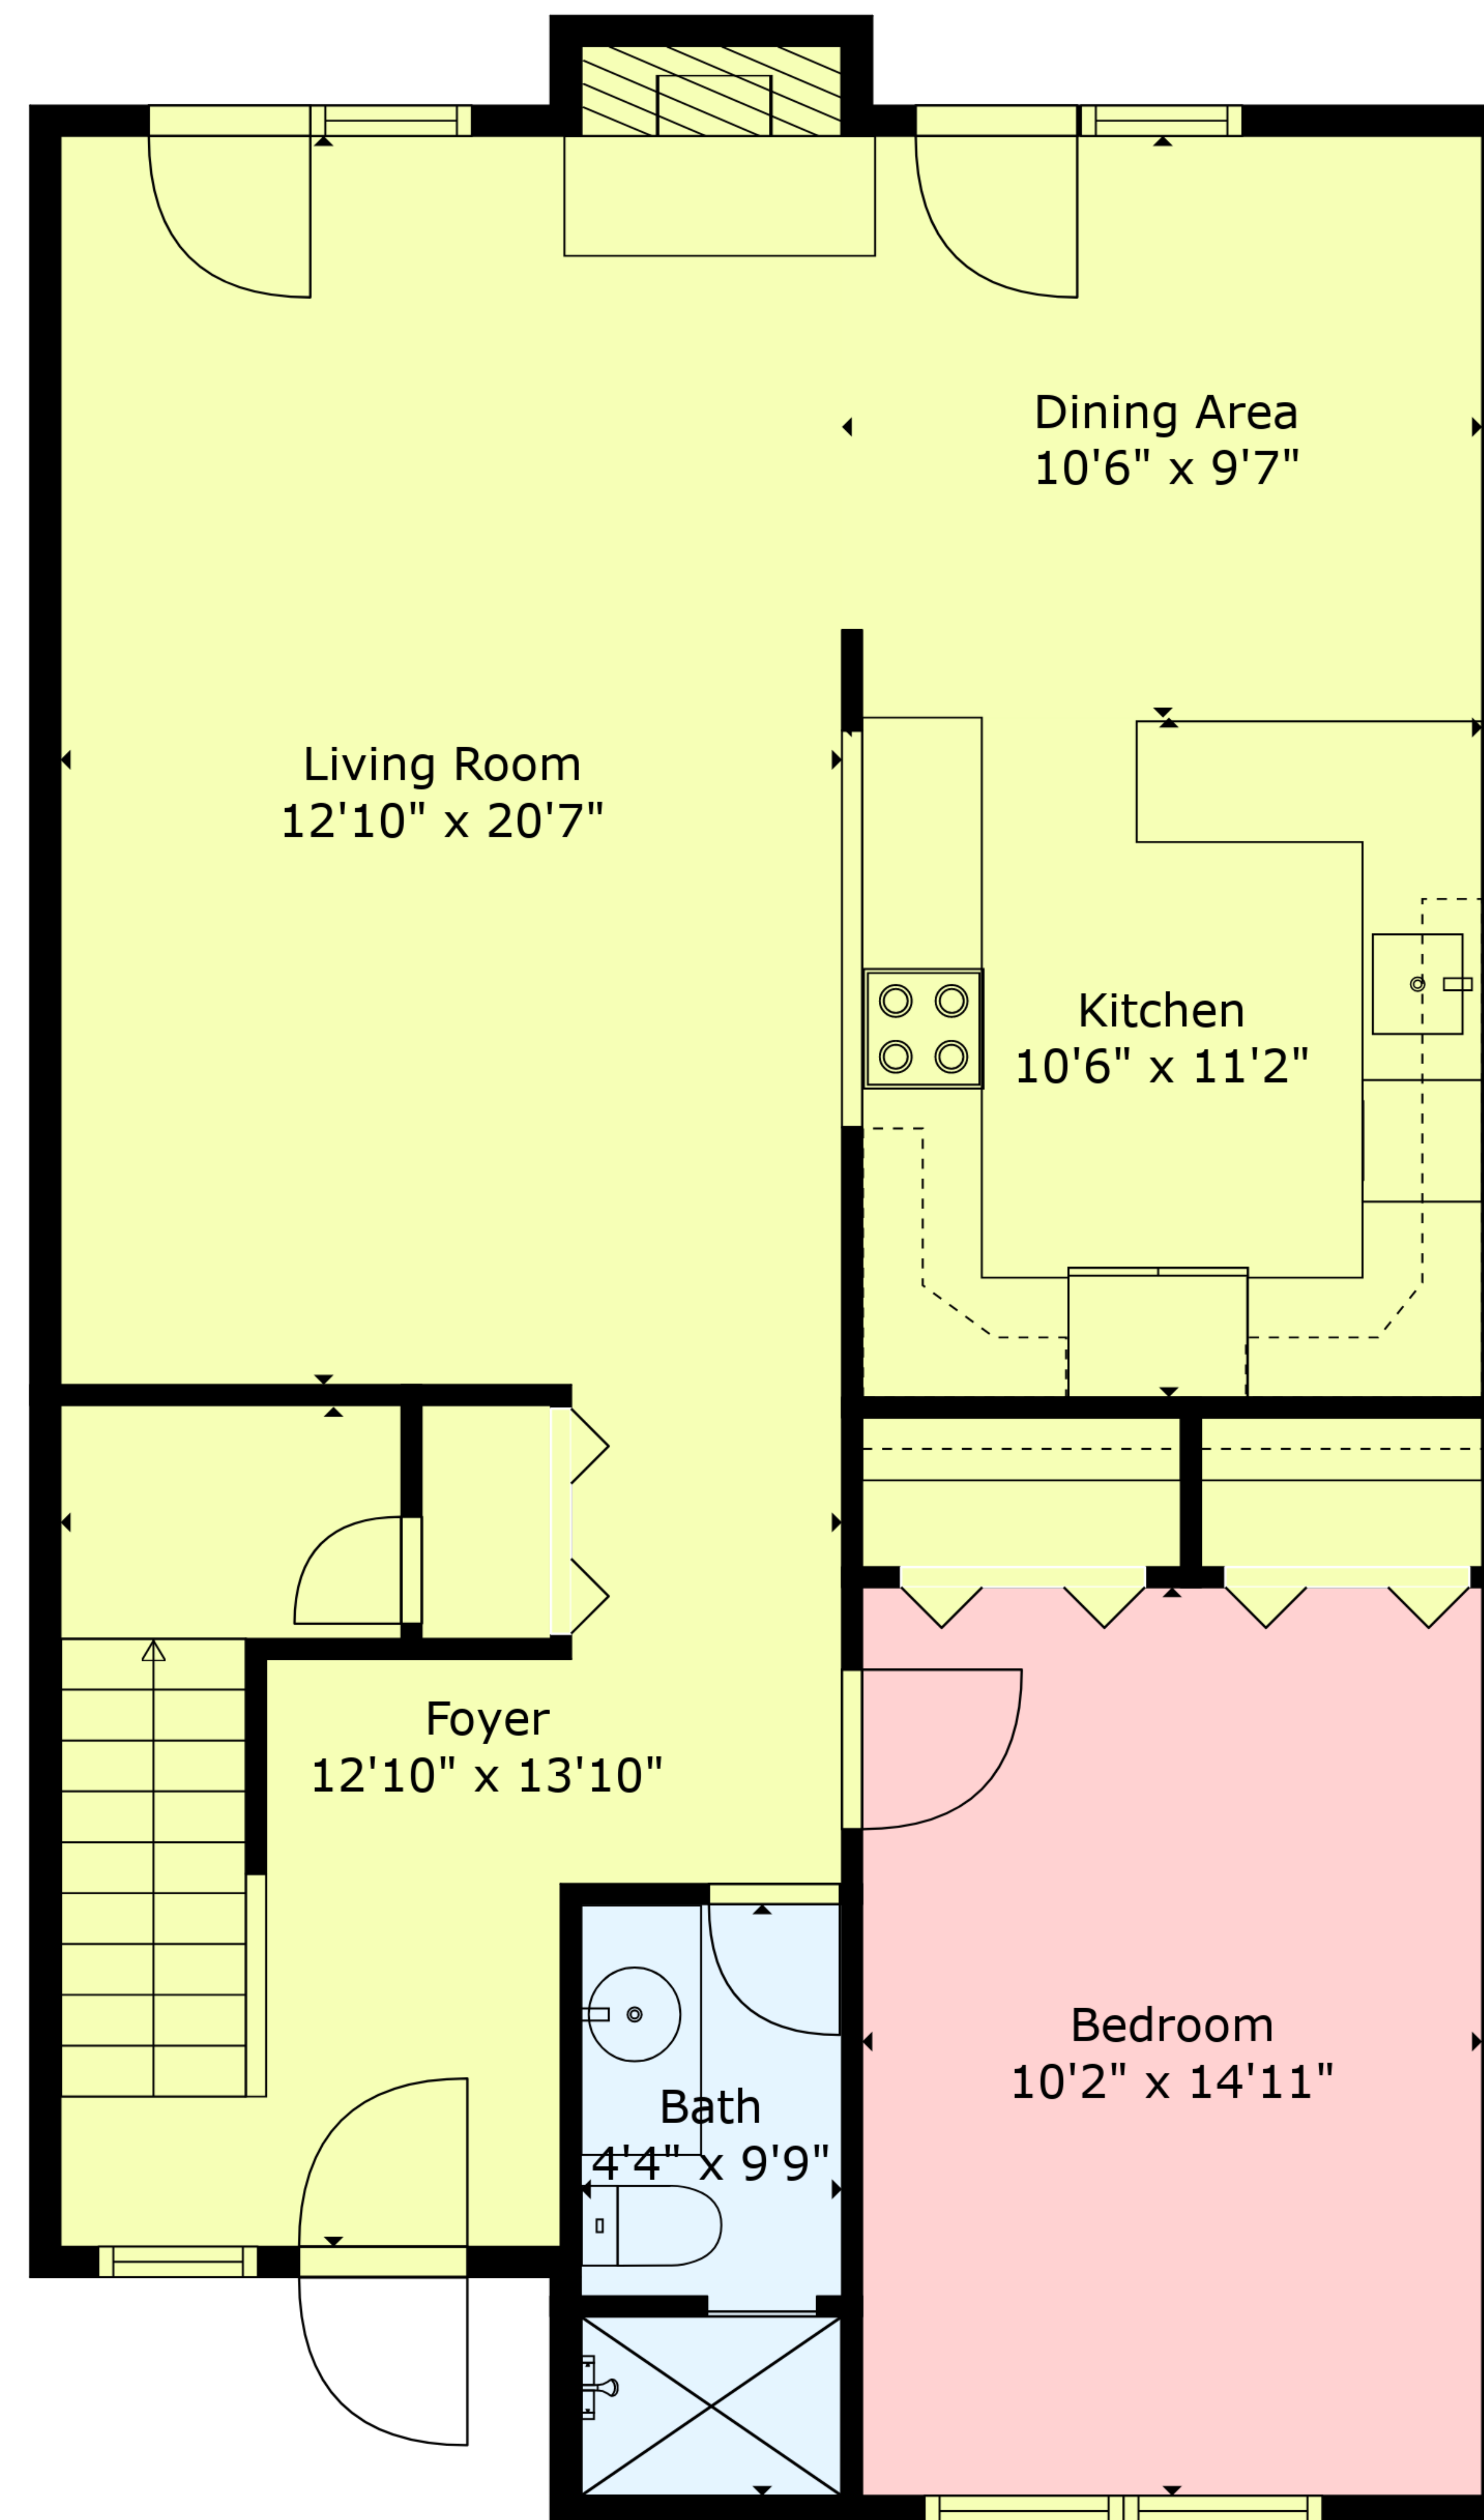 Dining Area
10'6" x 9'7"
Living Room
12'10" x 20'7"
Kitchen
10'6" x 11'2"
Foyer
12'10" x 13'10"
Bedroom
10'2" x 14'11"
Bath
4'4" x 9'9"